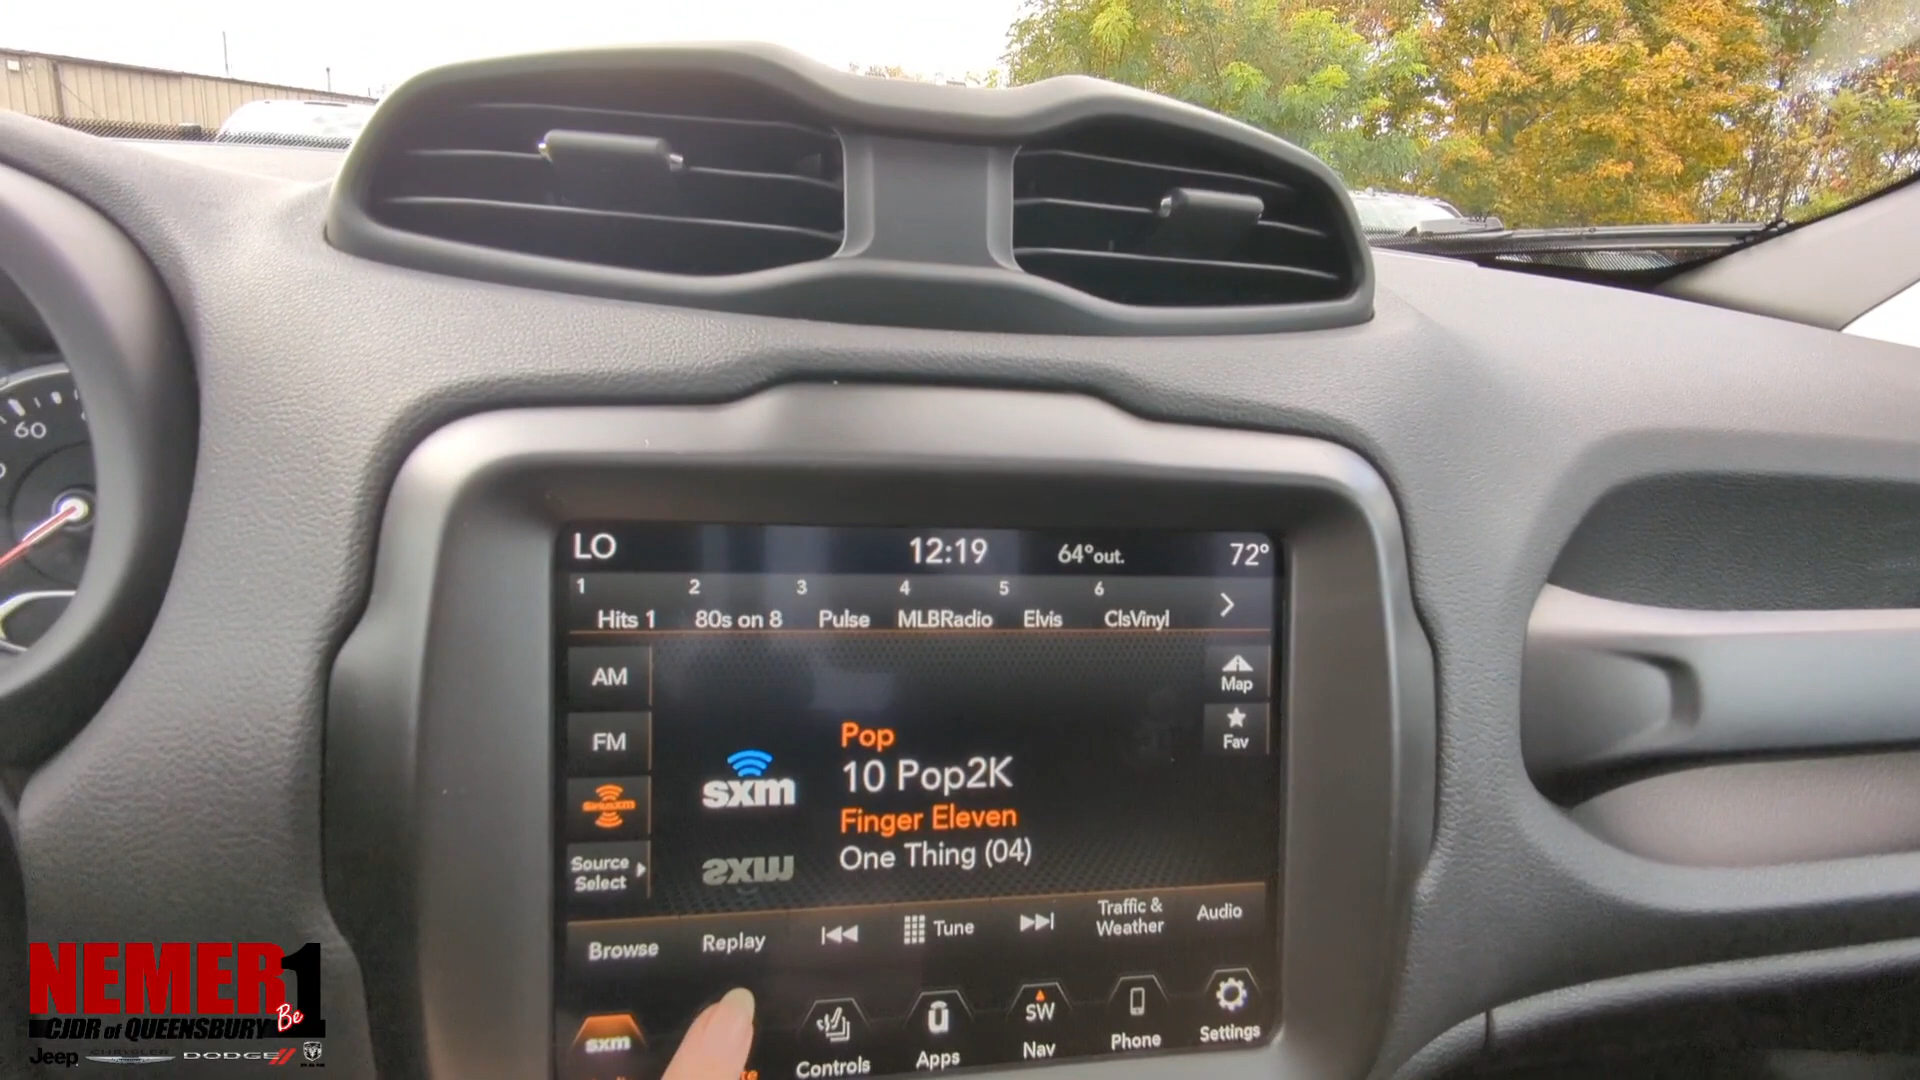 60
LO 12:19 64°out. 72°
1 2 3 4 5 6
Hits 1 80s on 8 Pulse MLBRadio Elvis ClsVinyl
AM
Map
FM
Fav
Pop
10 Pop2K
sxm
SiriusXM
Finger Eleven
One Thing (04)
Source
Select
Browse Replay Tune Traffic &
Weather
Audio
sxm
Controls Apps SW
Nav Phone Settings
NEMER 1
CJDR of QUEENSBURY Be
Jeep CHRYSLER DODGE RAM